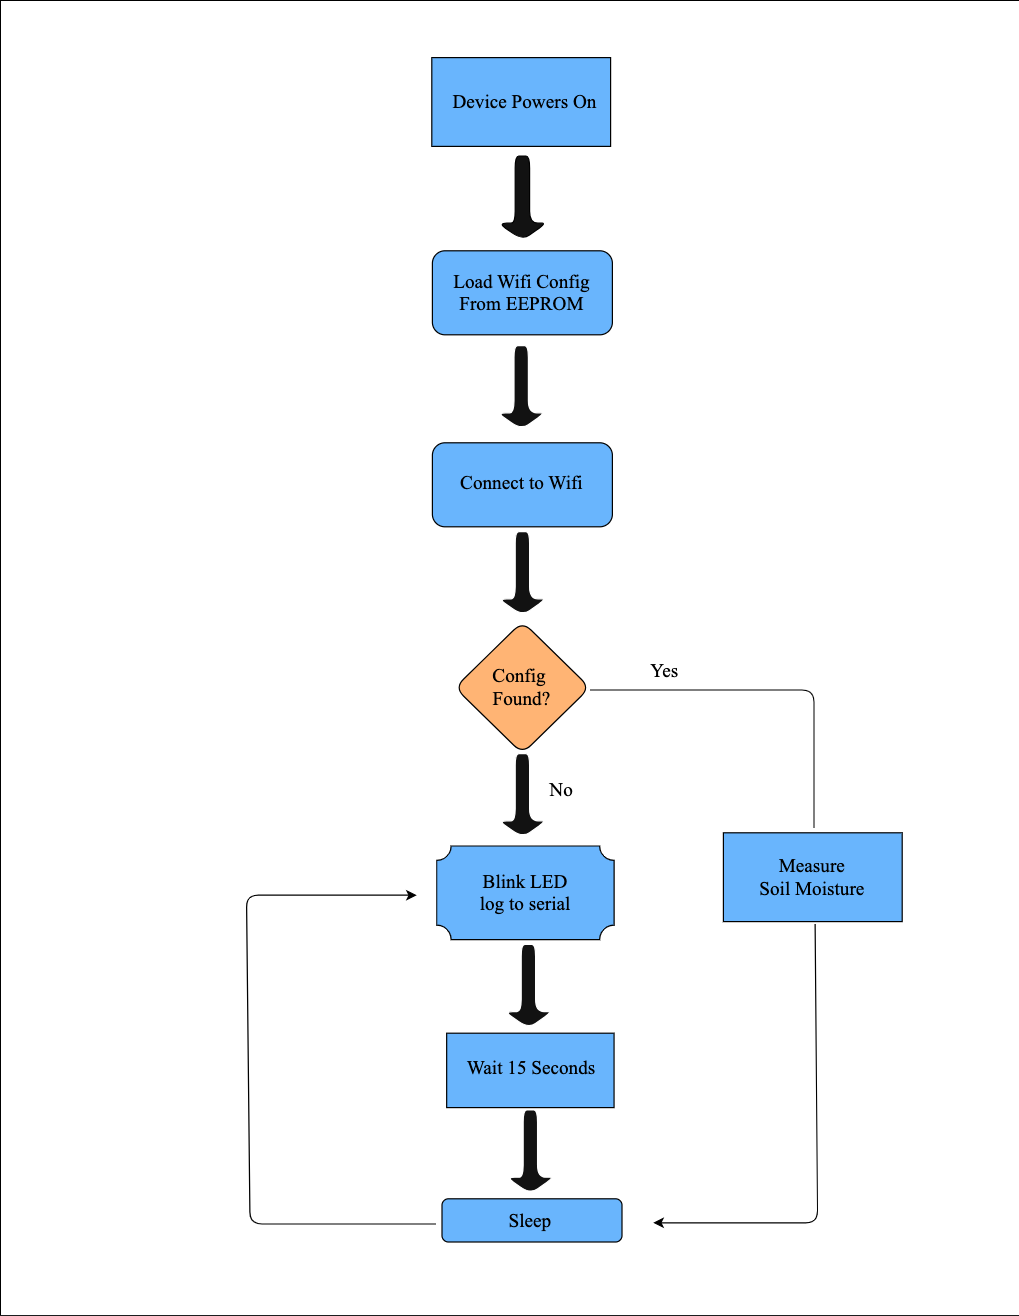 Device Powers On
Load Wifi Config
From EEPROM
Connect to Wifi
Config
Found?
Yes
No
Blink LED
log to serial
Measure
Soil Moisture
Wait 15 Seconds
Sleep